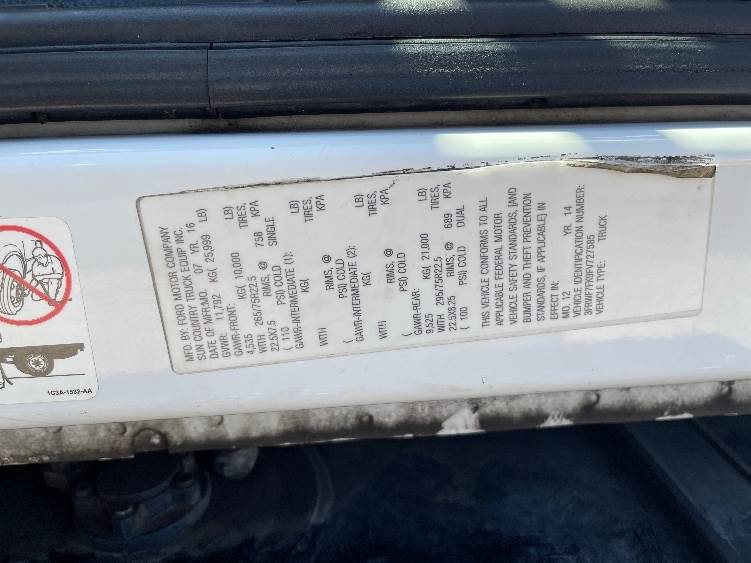 MFD. BY: FORD MOTOR COMPANY
SUN COUNTRY TRUCK EQUIP INC.
DATE OF MFR:MO. 07 YR. 16
GVWR: 11,792 KG( 25,999 LB)
GAWR-FRONT:
4,535 KG( 10,000 LB)
WITH 265/75R22.5 TIRES,
22.5X7.5 RIMS, @ 758 KPA
( 110 PSI) COLD SINGLE
GAWR-INTERMEDIATE (1):
KG( LB)
WITH TIRES,
RIMS, @ KPA
( PSI) COLD
GAWR-INTERMEDIATE (2):
KG( LB)
WITH TIRES,
RIMS, @ KPA
( PSI) COLD
GAWR-REAR:
9,525 KG( 21,000 LB)
WITH 295/75R22.5 TIRES,
22.5X8.25 RIMS, @ 689 KPA
( 100 PSI) COLD DUAL
THIS VEHICLE CONFORMS TO ALL
APPLICABLE FEDERAL MOTOR
VEHICLE SAFETY STANDARDS, [AND
BUMPER AND THEFT PREVENTION
STANDARDS, IF APPLICABLE] IN
EFFECT IN:
MO. 12 YR. 14
VEHICLE IDENTIFICATION NUMBER:
3FRWF7FK0FV727585
VEHICLE TYPE: TRUCK
1C3A-1532-AA